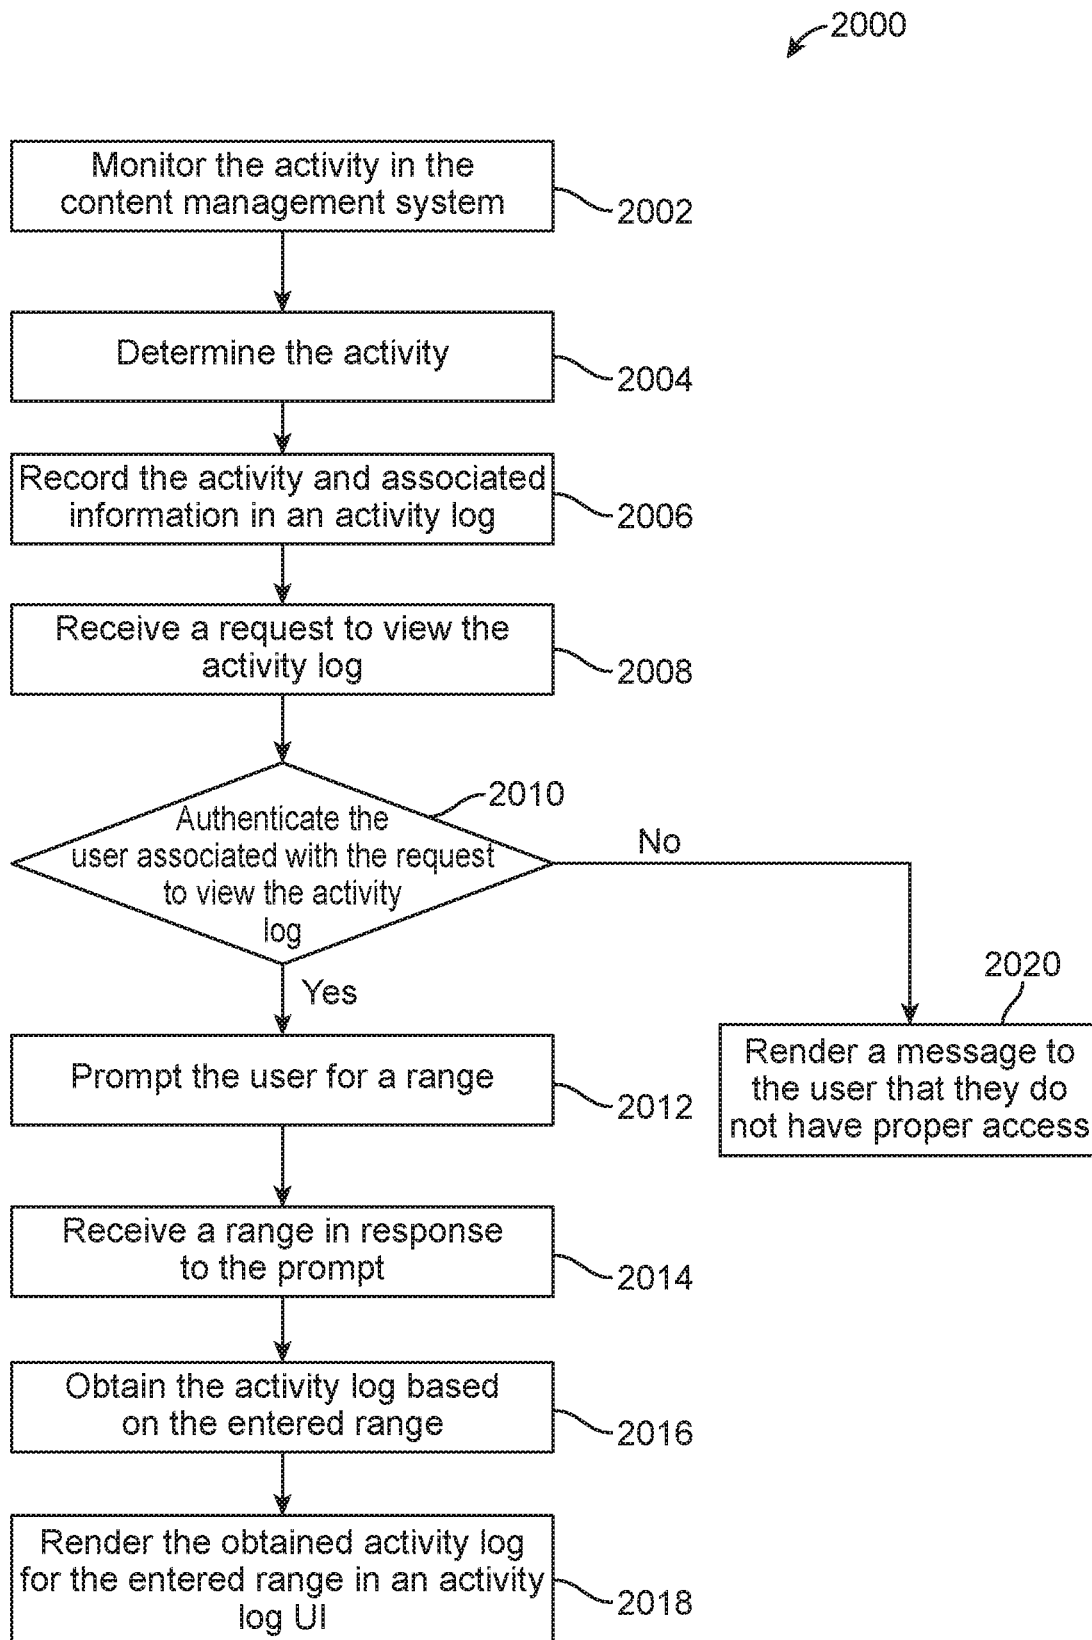 2000
Monitor the activity in the
content management system
2002
Determine the activity
2004
Record the activity and associated
information in an activity log
2006
Receive a request to view the
activity log
2008
2010
Authenticate the
user associated with the request
to view the activity
log
No
Yes
2020
Prompt the user for a range
2012
Render a message to
the user that they do
not have proper access
Receive a range in response
to the prompt
2014
Obtain the activity log based
on the entered range
2016
Render the obtained activity log
for the entered range in an activity
log UI
2018